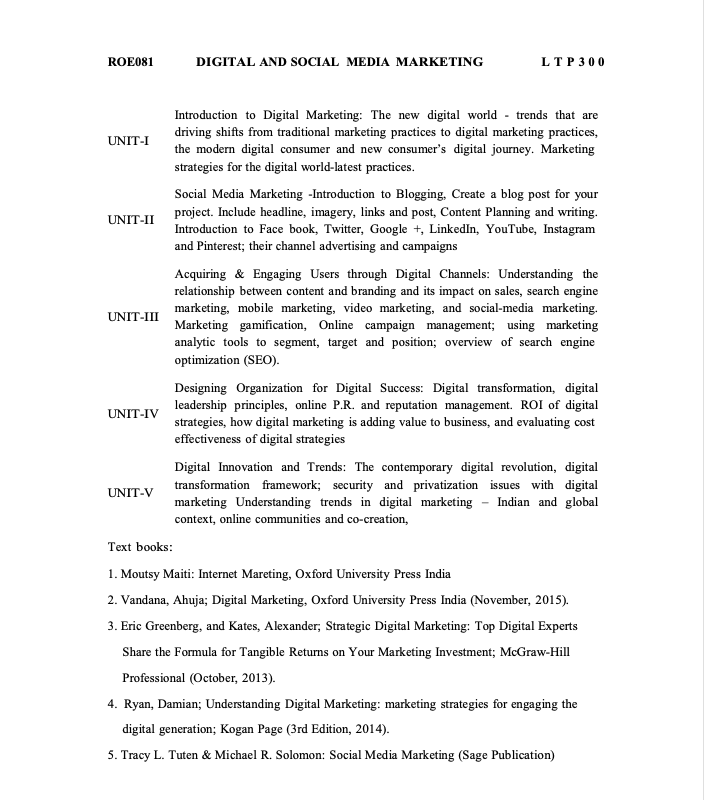 ROE081 DIGITAL AND SOCIAL MEDIA MARKETING L T P 3 0 0
Introduction to Digital Marketing: The new digital world - trends that are
driving shifts from traditional marketing practices to digital marketing practices,
UNIT-I
the modern digital consumer and new consumer's digital journey. Marketing
strategies for the digital world-latest practices.
Social Media Marketing -Introduction to Blogging, Create a blog post for your
project. Include headline, imagery, links and post, Content Planning and writing.
UNIT-II
Introduction to Face book, Twitter, Google +, LinkedIn, YouTube, Instagram
and Pinterest; their channel advertising and campaigns
Acquiring & Engaging Users through Digital Channels: Understanding the
relationship between content and branding and its impact on sales, search engine
marketing, mobile marketing, video marketing, and social-media marketing.
UNIT-III
Marketing gamification, Online campaign management; using marketing
analytic tools to segment, target and position; overview of search engine
optimization (SEO).
Designing Organization for Digital Success: Digital transformation, digital
leadership principles, online P.R. and reputation management. ROI of digital
UNIT-IV
strategies, how digital marketing is adding value to business, and evaluating cost
effectiveness of digital strategies
Digital Innovation and Trends: The contemporary digital revolution, digital
transformation framework; security and privatization issues with digital
UNIT-V
marketing Understanding trends in digital marketing – Indian and global
context, online communities and co-creation,
Text books:
1. Moutsy Maiti: Internet Mareting, Oxford University Press India
2. Vandana, Ahuja; Digital Marketing, Oxford University Press India (November, 2015).
3. Eric Greenberg, and Kates, Alexander; Strategic Digital Marketing: Top Digital Experts
Share the Formula for Tangible Returns on Your Marketing Investment; McGraw-Hill
Professional (October, 2013).
4. Ryan, Damian; Understanding Digital Marketing: marketing strategies for engaging the
digital generation; Kogan Page (3rd Edition, 2014).
5. Tracy L. Tuten & Michael R. Solomon: Social Media Marketing (Sage Publication)